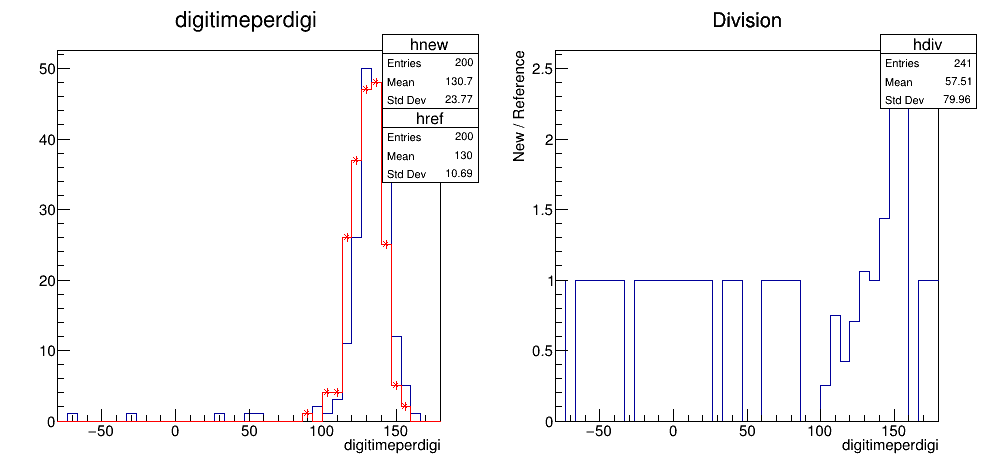 digitimeperdigi
hnew
Entries 200
Mean 130.7
Std Dev 23.77
href
Entries 200
Mean 130
Std Dev 10.69
50
40
30
20
10
0
−50 0 50 100 150
digitimeperdigi
Division
hdiv
Entries 241
Mean 57.51
Std Dev 79.96
New / Reference
2.5
2
1.5
1
0.5
0
−50 0 50 100 150
digitimeperdigi